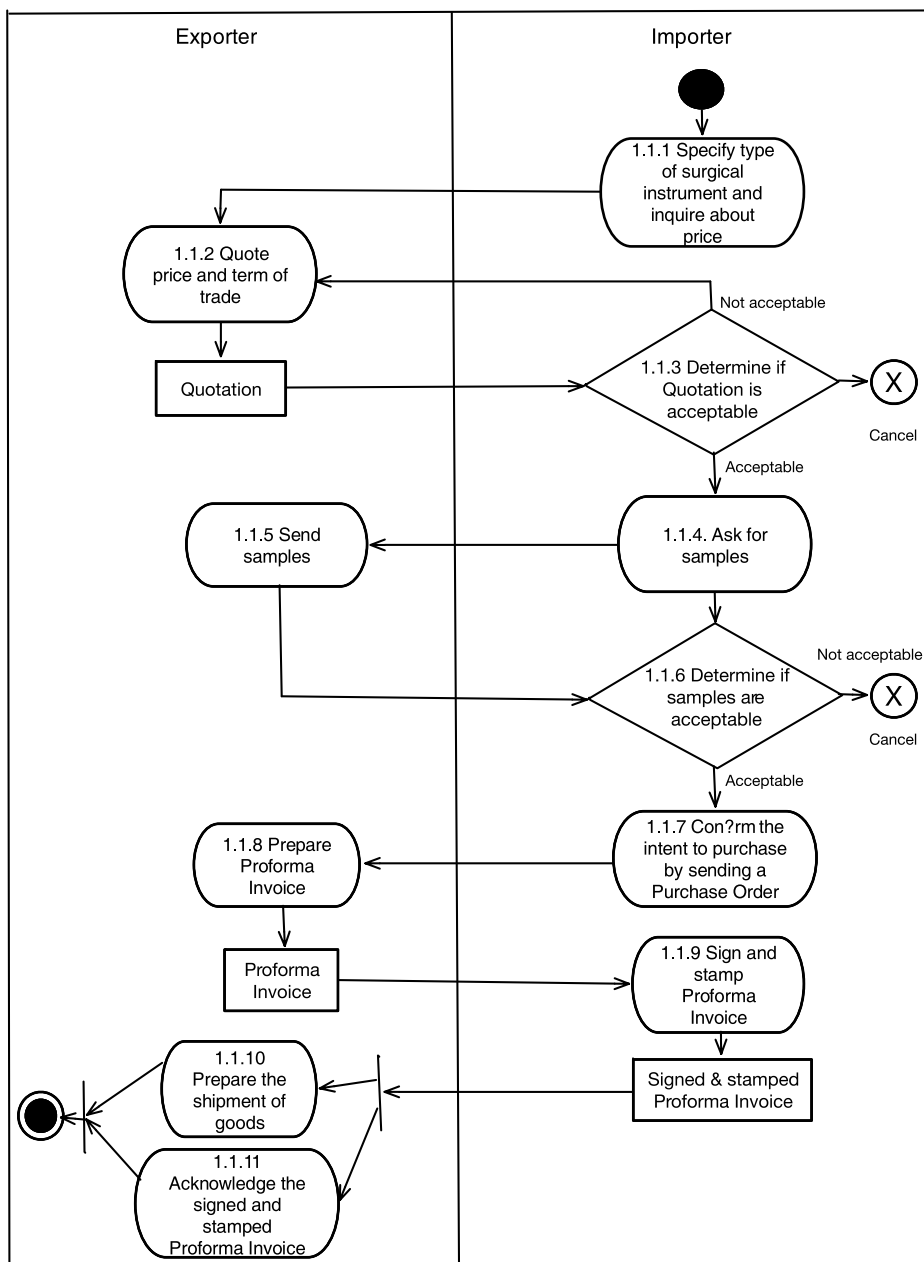 Exporter
Importer
1.1.1 Specify type
of surgical
instrument and
inquire about
price
1.1.2 Quote
price and term of
trade
Not acceptable
Quotation
1.1.3 Determine if
Quotation is
acceptable
X
Cancel
Acceptable
1.1.5 Send
samples
1.1.4. Ask for
samples
Not acceptable
1.1.6 Determine if
samples are
acceptable
X
Cancel
Acceptable
1.1.8 Prepare
Proforma
Invoice
1.1.7 Con?rm the
intent to purchase
by sending a
Purchase Order
Proforma
Invoice
1.1.9 Sign and
stamp
Proforma
Invoice
1.1.10
Prepare the
shipment of
goods
Signed & stamped
Proforma Invoice
1.1.11
Acknowledge the
signed and
stamped
Proforma Invoice